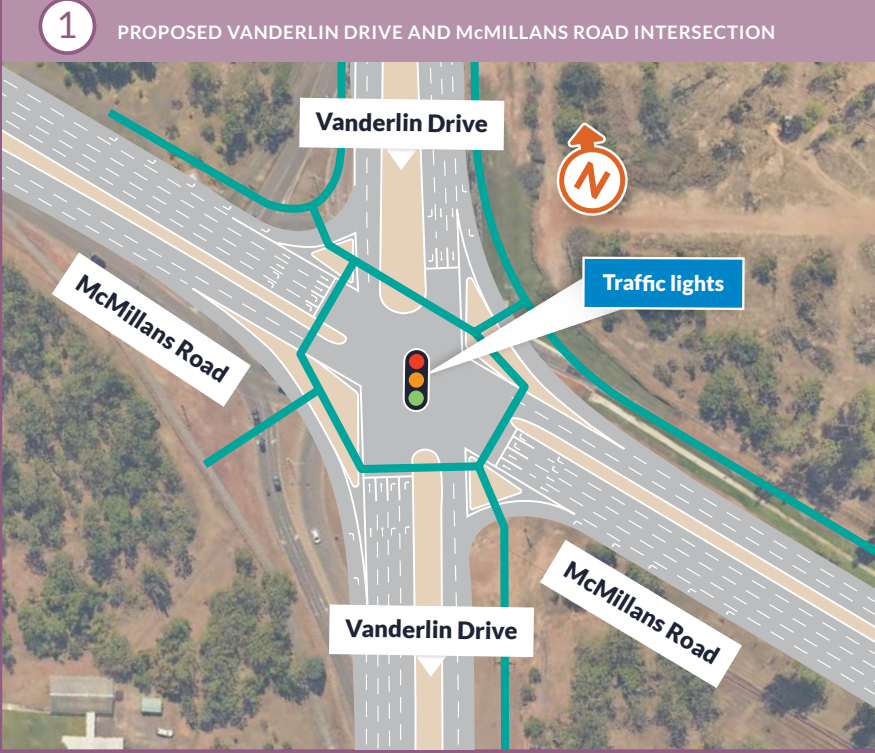 1
PROPOSED VANDERLIN DRIVE AND McMILLANS ROAD INTERSECTION
Vanderlin Drive
N
Traffic lights
McMillans Road
McMillans Road
Vanderlin Drive